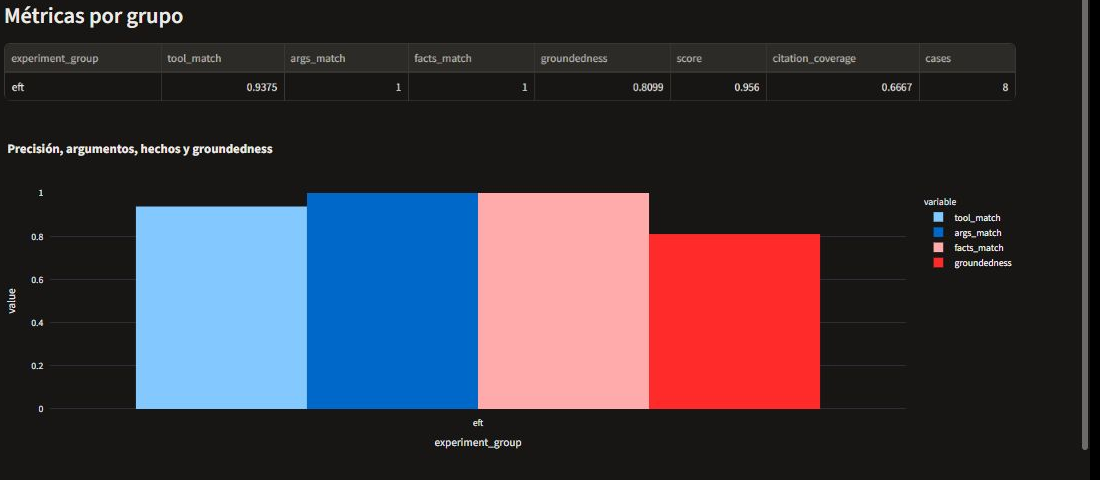 Métricas por grupo
experiment_group tool_match args_match facts_match groundedness score citation_coverage cases
eft 0.9375 1 1 0.8099 0.956 0.6667 8
Precisión, argumentos, hechos y groundedness
1
0.8
0.6
0.4
0.2
0
value
eft
experiment_group
variable
tool_match
args_match
facts_match
groundedness